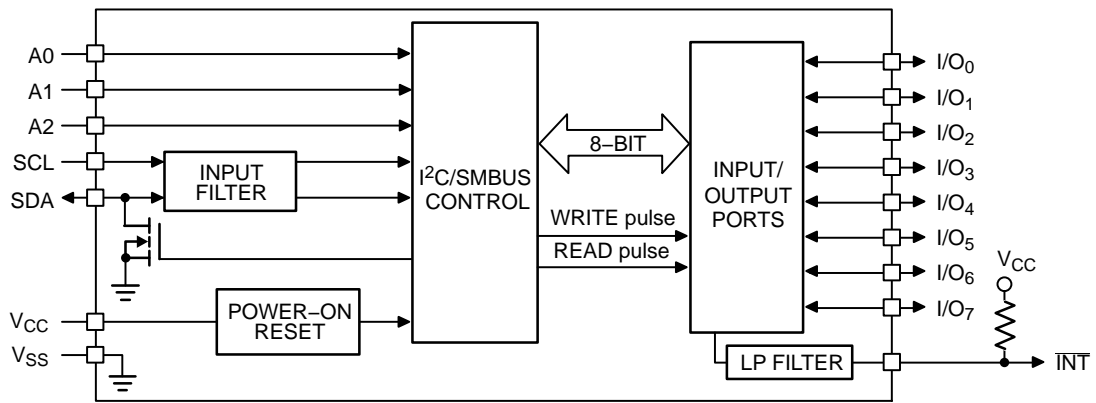 A0
A1
A2
SCL
SDA
VCC
VSS
INPUT
FILTER
POWER–ON
RESET
I²C/SMBUS
CONTROL
8–BIT
WRITE pulse
READ pulse
INPUT/
OUTPUT
PORTS
LP FILTER
I/O0
I/O1
I/O2
I/O3
I/O4
I/O5
I/O6
I/O7
VCC
INT